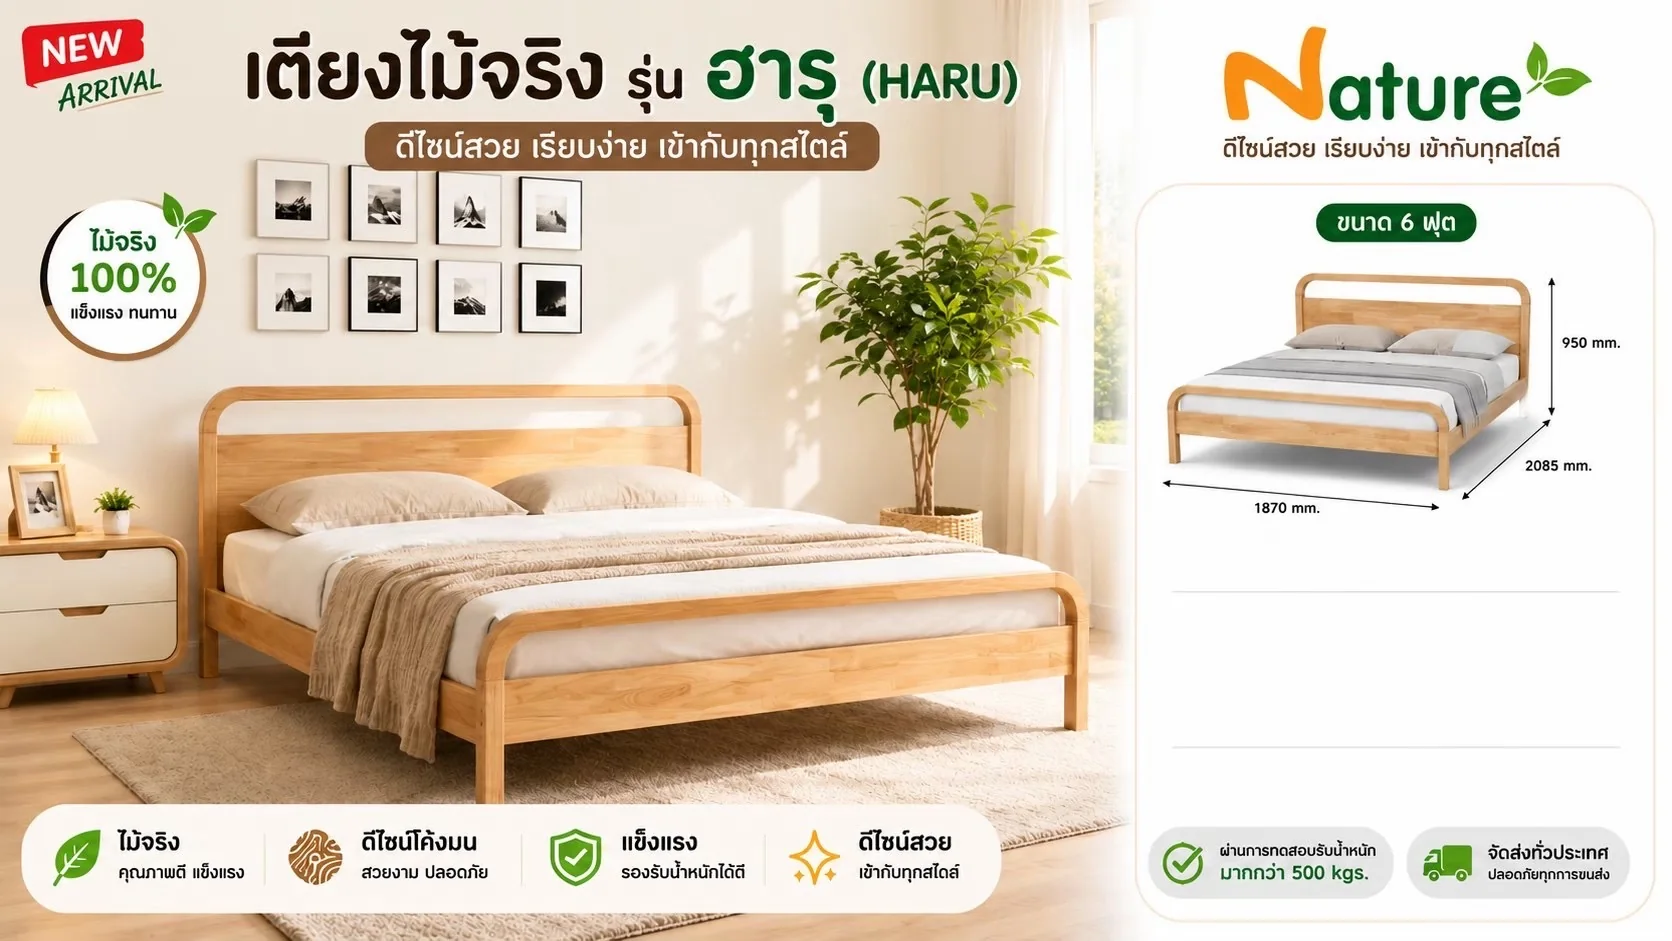 NEW
ARRIVAL
เตียงไม้จริง รุ่น ฮารุ (HARU)
ดีไซน์สวย เรียบง่าย เข้ากับทุกสไตล์
ไม้จริง
100%
แข็งแรง ทนทาน
Nature
ดีไซน์สวย เรียบง่าย เข้ากับทุกสไตล์
ขนาด 6 ฟุต
950 mm.
2085 mm.
1870 mm.
ไม้จริง
คุณภาพดี แข็งแรง
ดีไซน์โค้งมน
สวยงาม ปลอดภัย
แข็งแรง
รองรับน้ำหนักได้ดี
ดีไซน์สวย
เข้ากับทุกสไตล์
ผ่านการทดสอบรับน้ำหนัก
มากกว่า 500 kgs.
จัดส่งทั่วประเทศ
ปลอดภัยทุกการขนส่ง